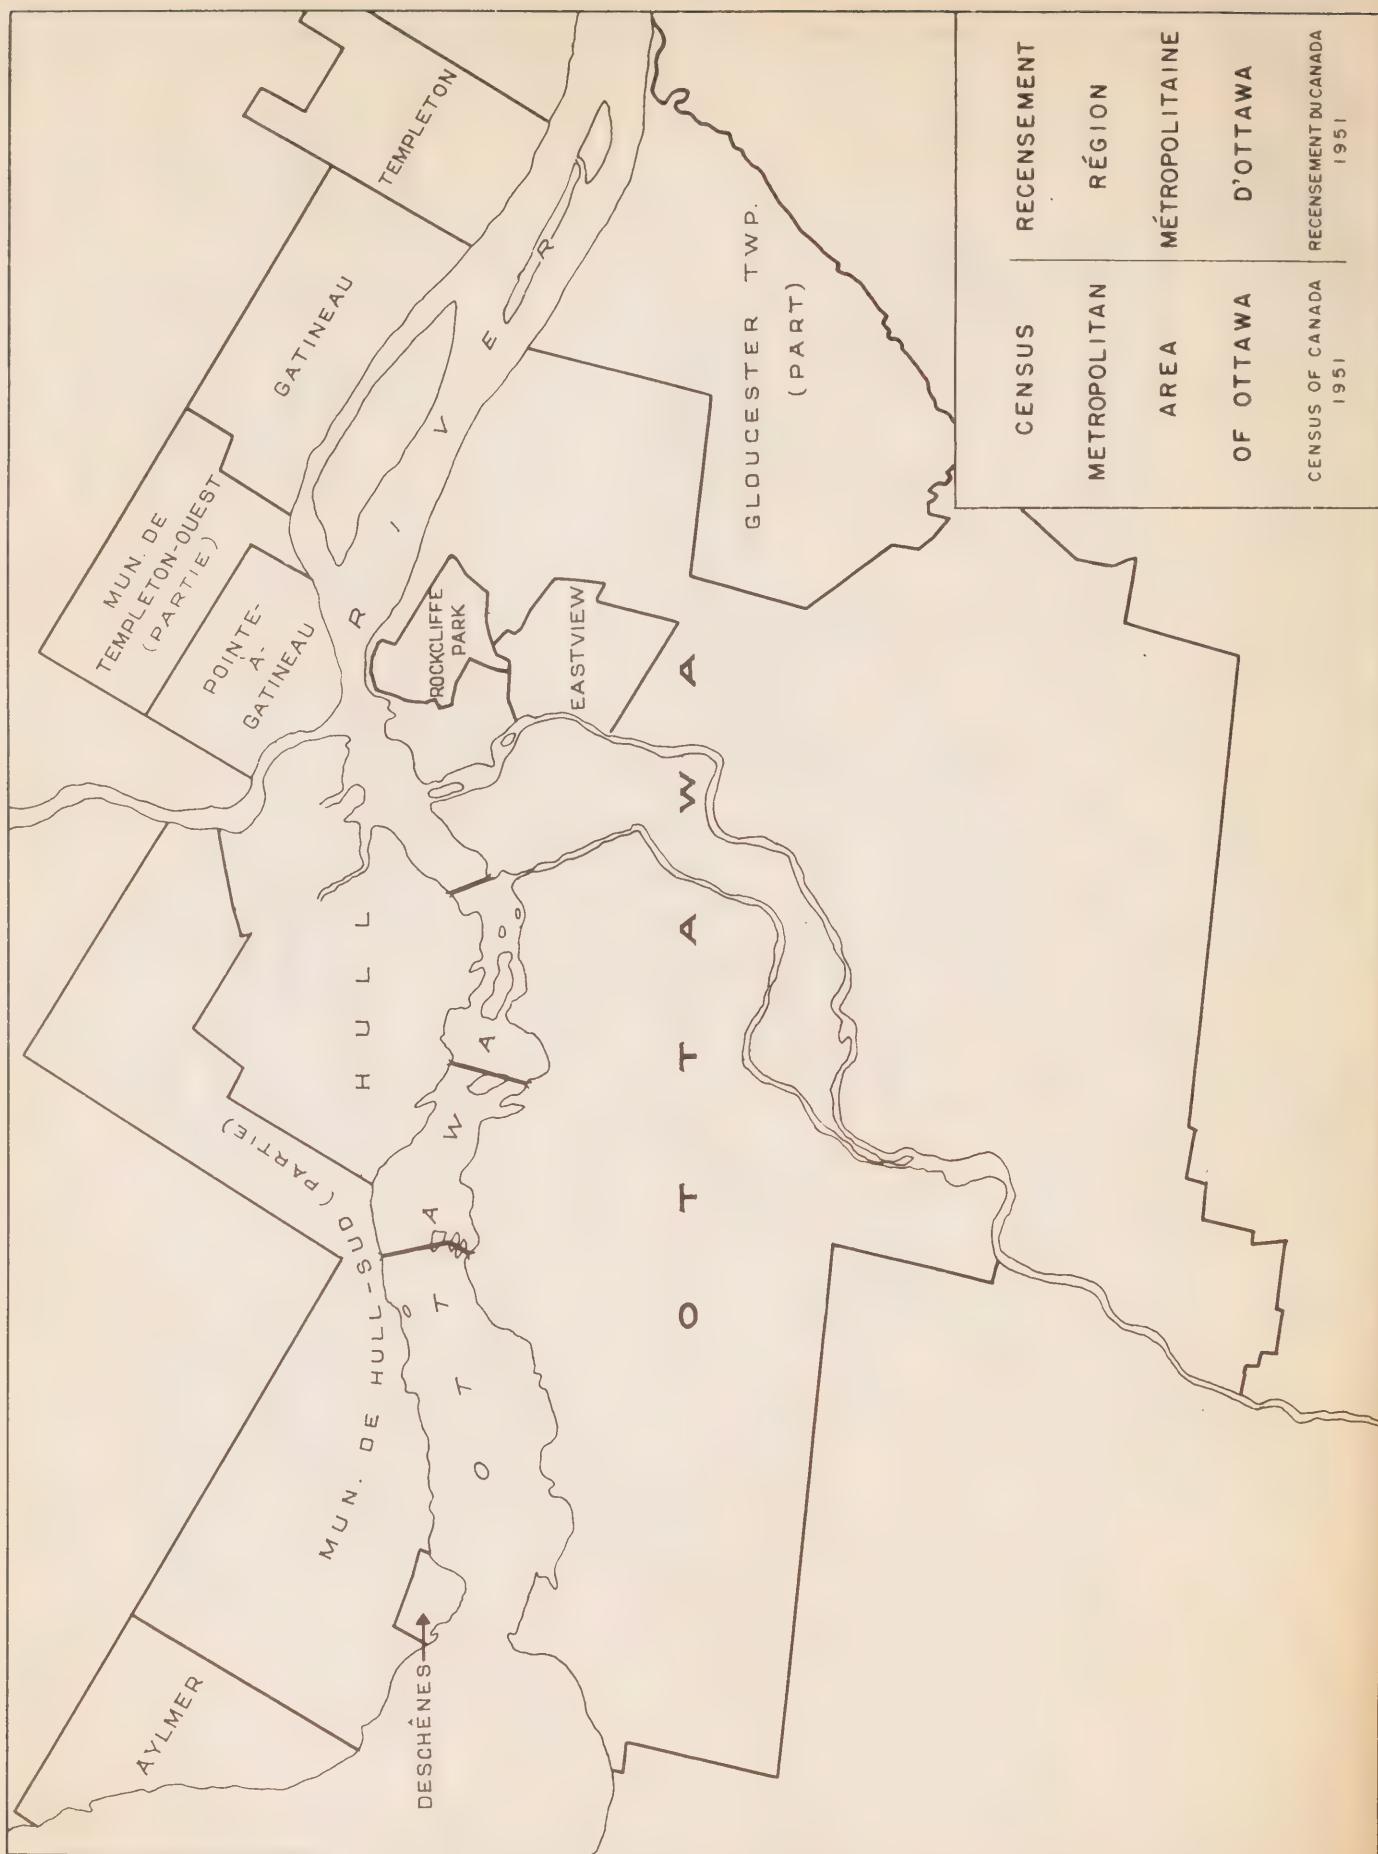 TEMPLETON
GATINEAU
MUN. DE
TEMPLETON-OUEST
(PARTIE)
POINTE-
À-
GATINEAU
ROCKCLIFFE
PARK
EASTVIEW
GLOUCESTER TWP.
(PART)
HULL
MUN. DE HULL-SUD (PARTIE)
AYLMER
DESCHÊNES
OTTAWA RIVER
OTTAWA
CENSUS
METROPOLITAN
AREA
OF OTTAWA
CENSUS OF CANADA
1951
RECENSEMENT
RÉGION
MÉTROPOLITAINE
D'OTTAWA
RECENSEMENT DU CANADA
1951